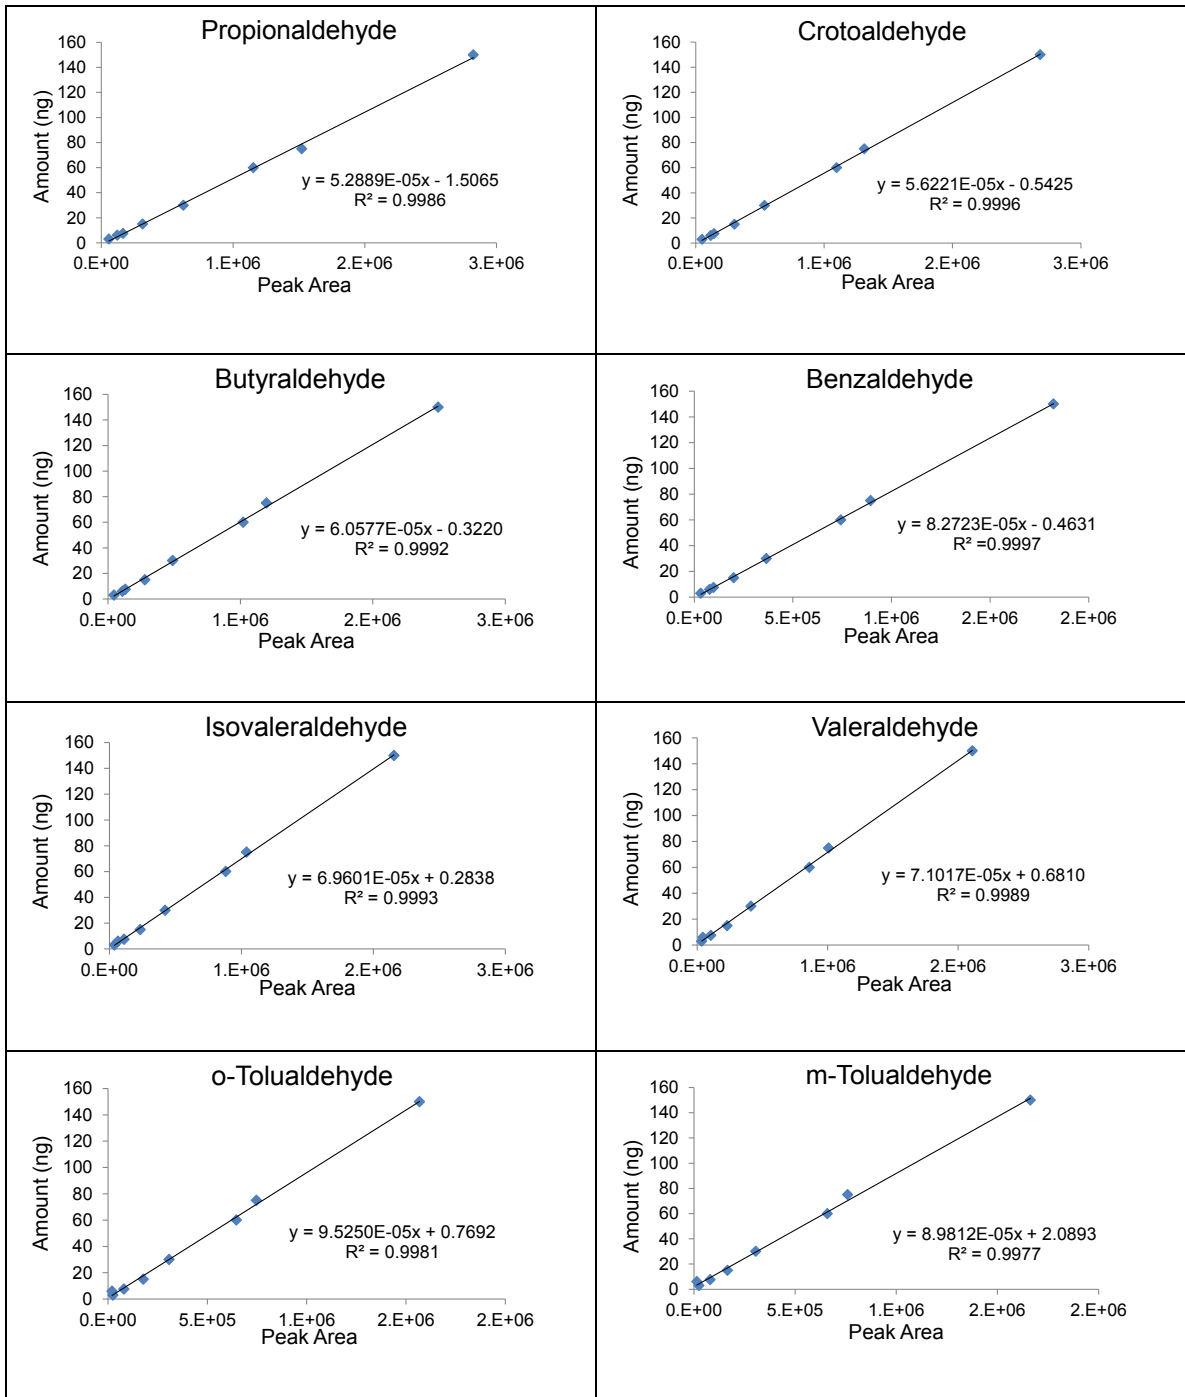 Propionaldehyde
160
140
120
100
80
60
40
20
0
Amount (ng)
y = 5.2889E-05x - 1.5065
R² = 0.9986
0.E+00 1.E+06 2.E+06 3.E+06
Peak Area
Crotoaldehyde
160
140
120
100
80
60
40
20
0
Amount (ng)
y = 5.6221E-05x - 0.5425
R² = 0.9996
0.E+00 1.E+06 2.E+06 3.E+06
Peak Area
Butyraldehyde
160
140
120
100
80
60
40
20
0
Amount (ng)
y = 6.0577E-05x - 0.3220
R² = 0.9992
0.E+00 1.E+06 2.E+06 3.E+06
Peak Area
Benzaldehyde
160
140
120
100
80
60
40
20
0
Amount (ng)
y = 8.2723E-05x - 0.4631
R² =0.9997
0.E+00 5.E+05 1.E+06 2.E+06 2.E+06
Peak Area
Isovaleraldehyde
160
140
120
100
80
60
40
20
0
Amount (ng)
y = 6.9601E-05x + 0.2838
R² = 0.9993
0.E+00 1.E+06 2.E+06 3.E+06
Peak Area
Valeraldehyde
160
140
120
100
80
60
40
20
0
Amount (ng)
y = 7.1017E-05x + 0.6810
R² = 0.9989
0.E+00 1.E+06 2.E+06 3.E+06
Peak Area
o-Tolualdehyde
160
140
120
100
80
60
40
20
0
Amount (ng)
y = 9.5250E-05x + 0.7692
R² = 0.9981
0.E+00 5.E+05 1.E+06 2.E+06 2.E+06
Peak Area
m-Tolualdehyde
160
140
120
100
80
60
40
20
0
Amount (ng)
y = 8.9812E-05x + 2.0893
R² = 0.9977
0.E+00 5.E+05 1.E+06 2.E+06 2.E+06
Peak Area